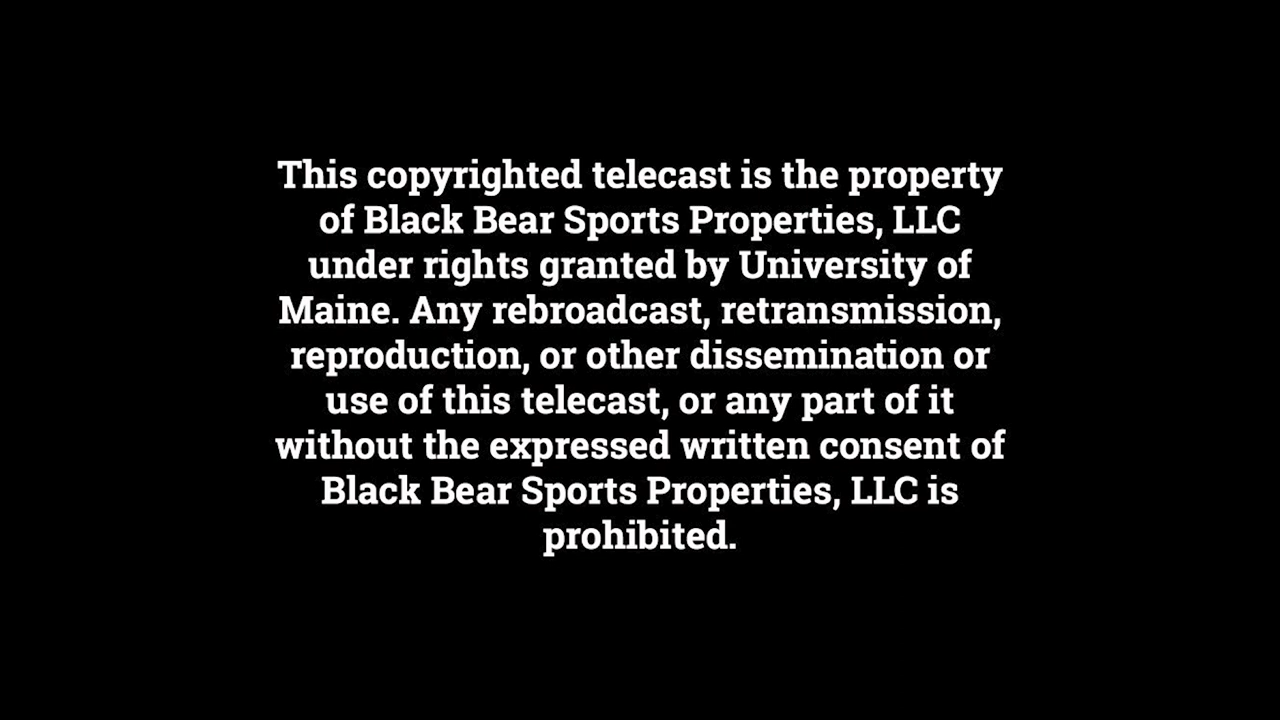 This copyrighted telecast is the property
of Black Bear Sports Properties, LLC
under rights granted by University of
Maine. Any rebroadcast, retransmission,
reproduction, or other dissemination or
use of this telecast, or any part of it
without the expressed written consent of
Black Bear Sports Properties, LLC is
prohibited.